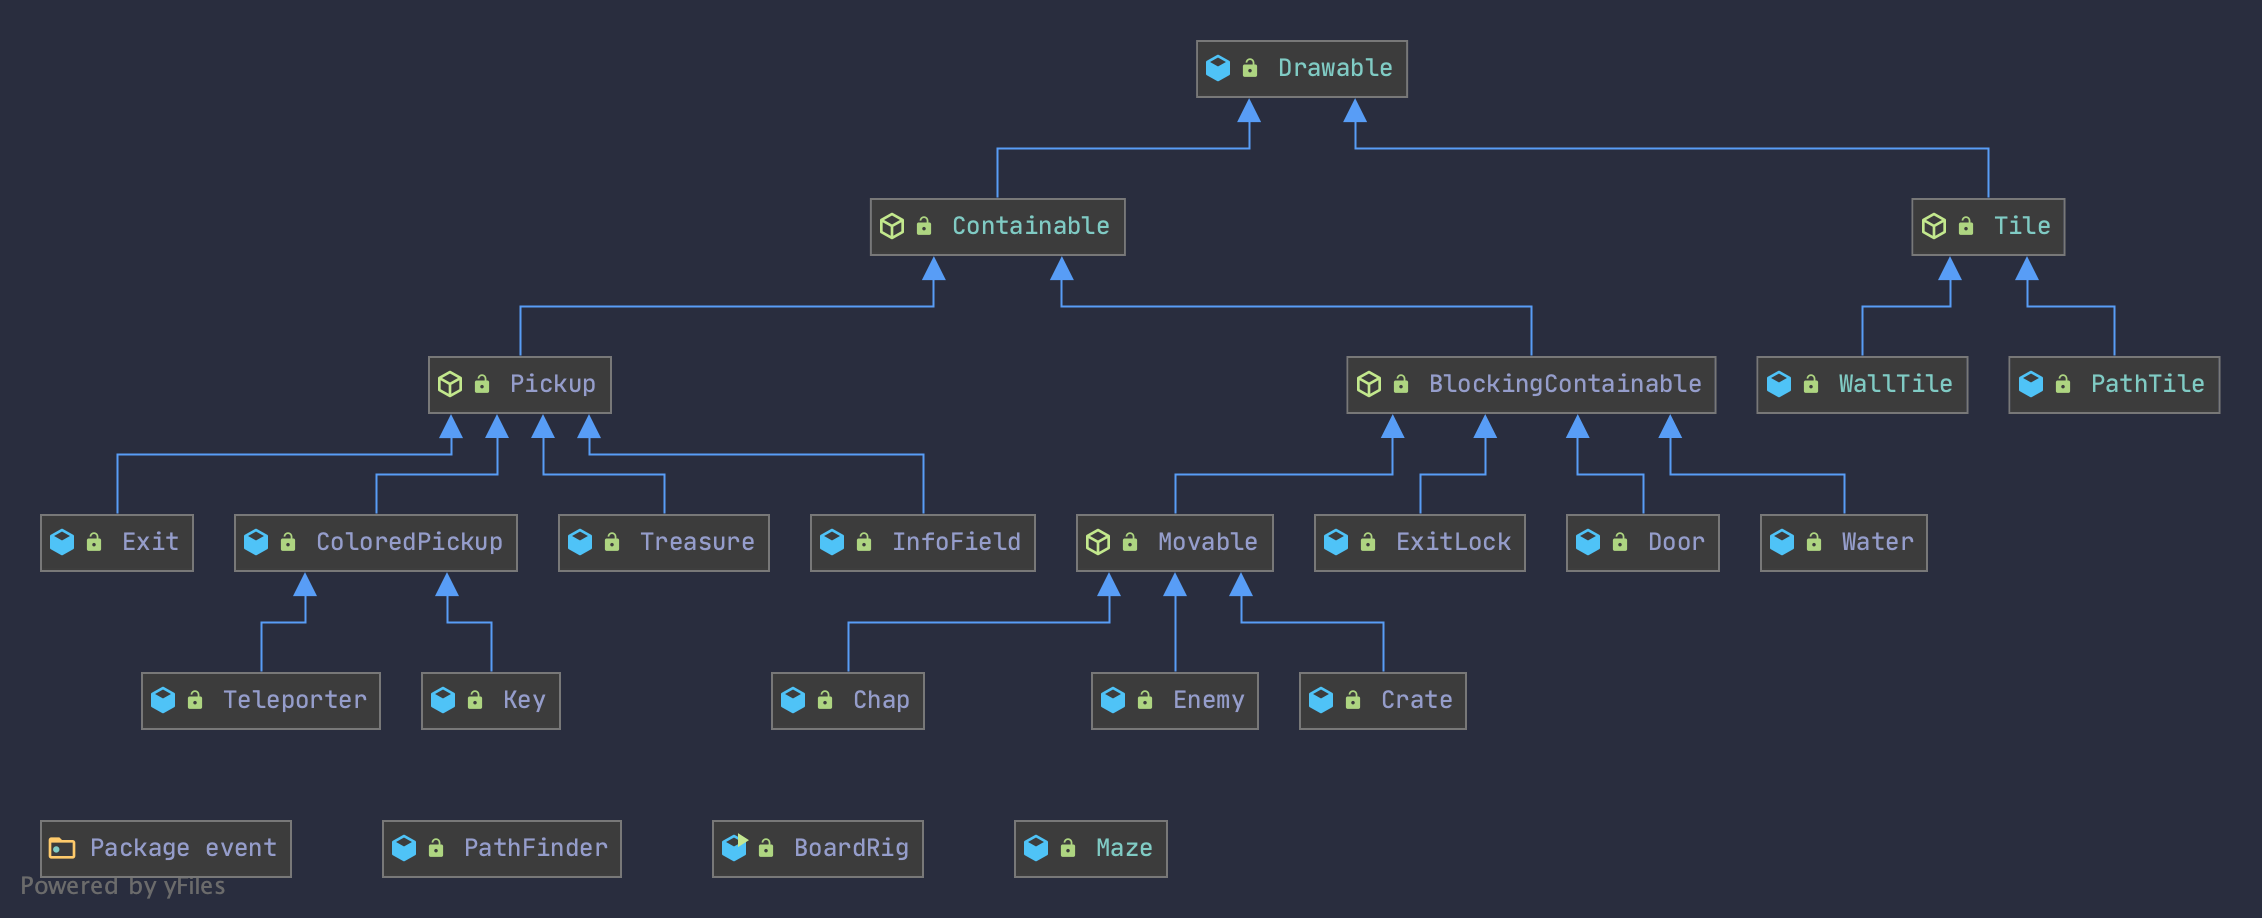 Drawable
Containable
Tile
Pickup
BlockingContainable
WallTile
PathTile
Exit
ColoredPickup
Treasure
InfoField
Movable
ExitLock
Door
Water
Teleporter
Key
Chap
Enemy
Crate
Package event
PathFinder
BoardRig
Maze
Powered by yFiles